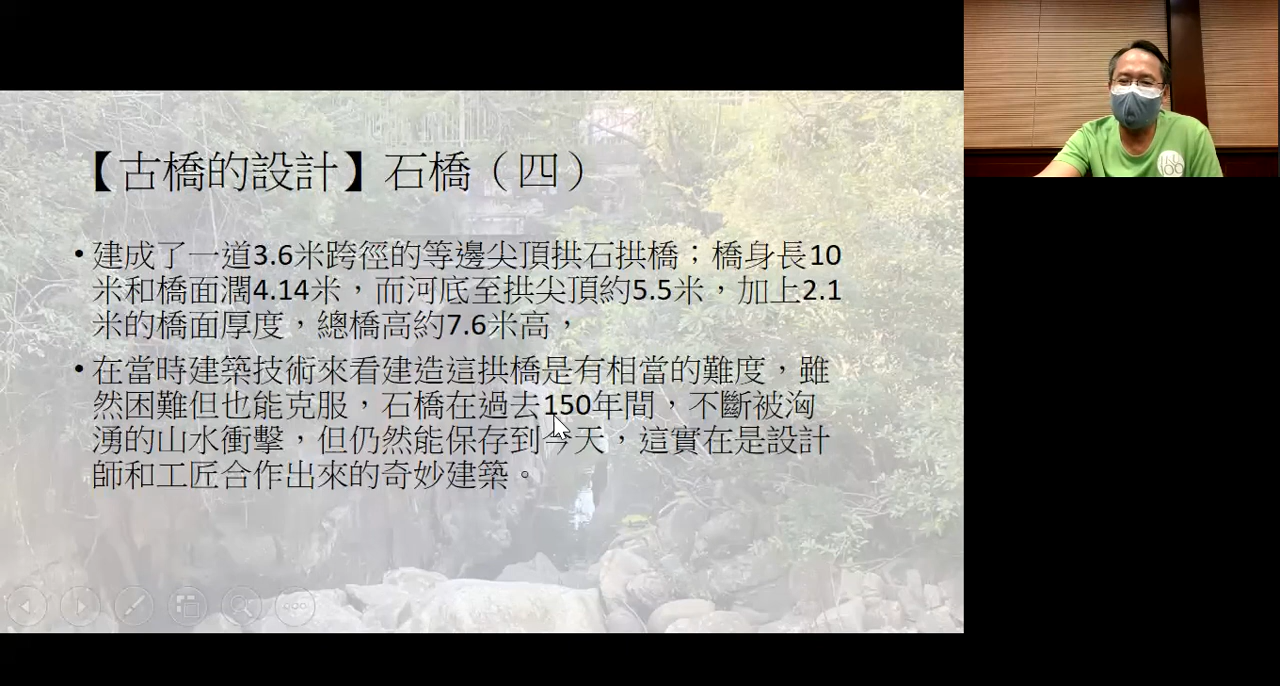 【古橋的設計】石橋（四）
• 建成了一道3.6米跨徑的等邊尖頂拱石拱橋；橋身長10
米和橋面濶4.14米，而河底至拱尖頂約5.5米，加上2.1
米的橋面厚度，總橋高約7.6米高，
• 在當時建築技術來看建造這拱橋是有相當的難度，雖
然困難但也能克服，石橋在過去150年間，不斷被洶
湧的山水衝擊，但仍然能保存到今天，這實在是設計
師和工匠合作出來的奇妙建築。